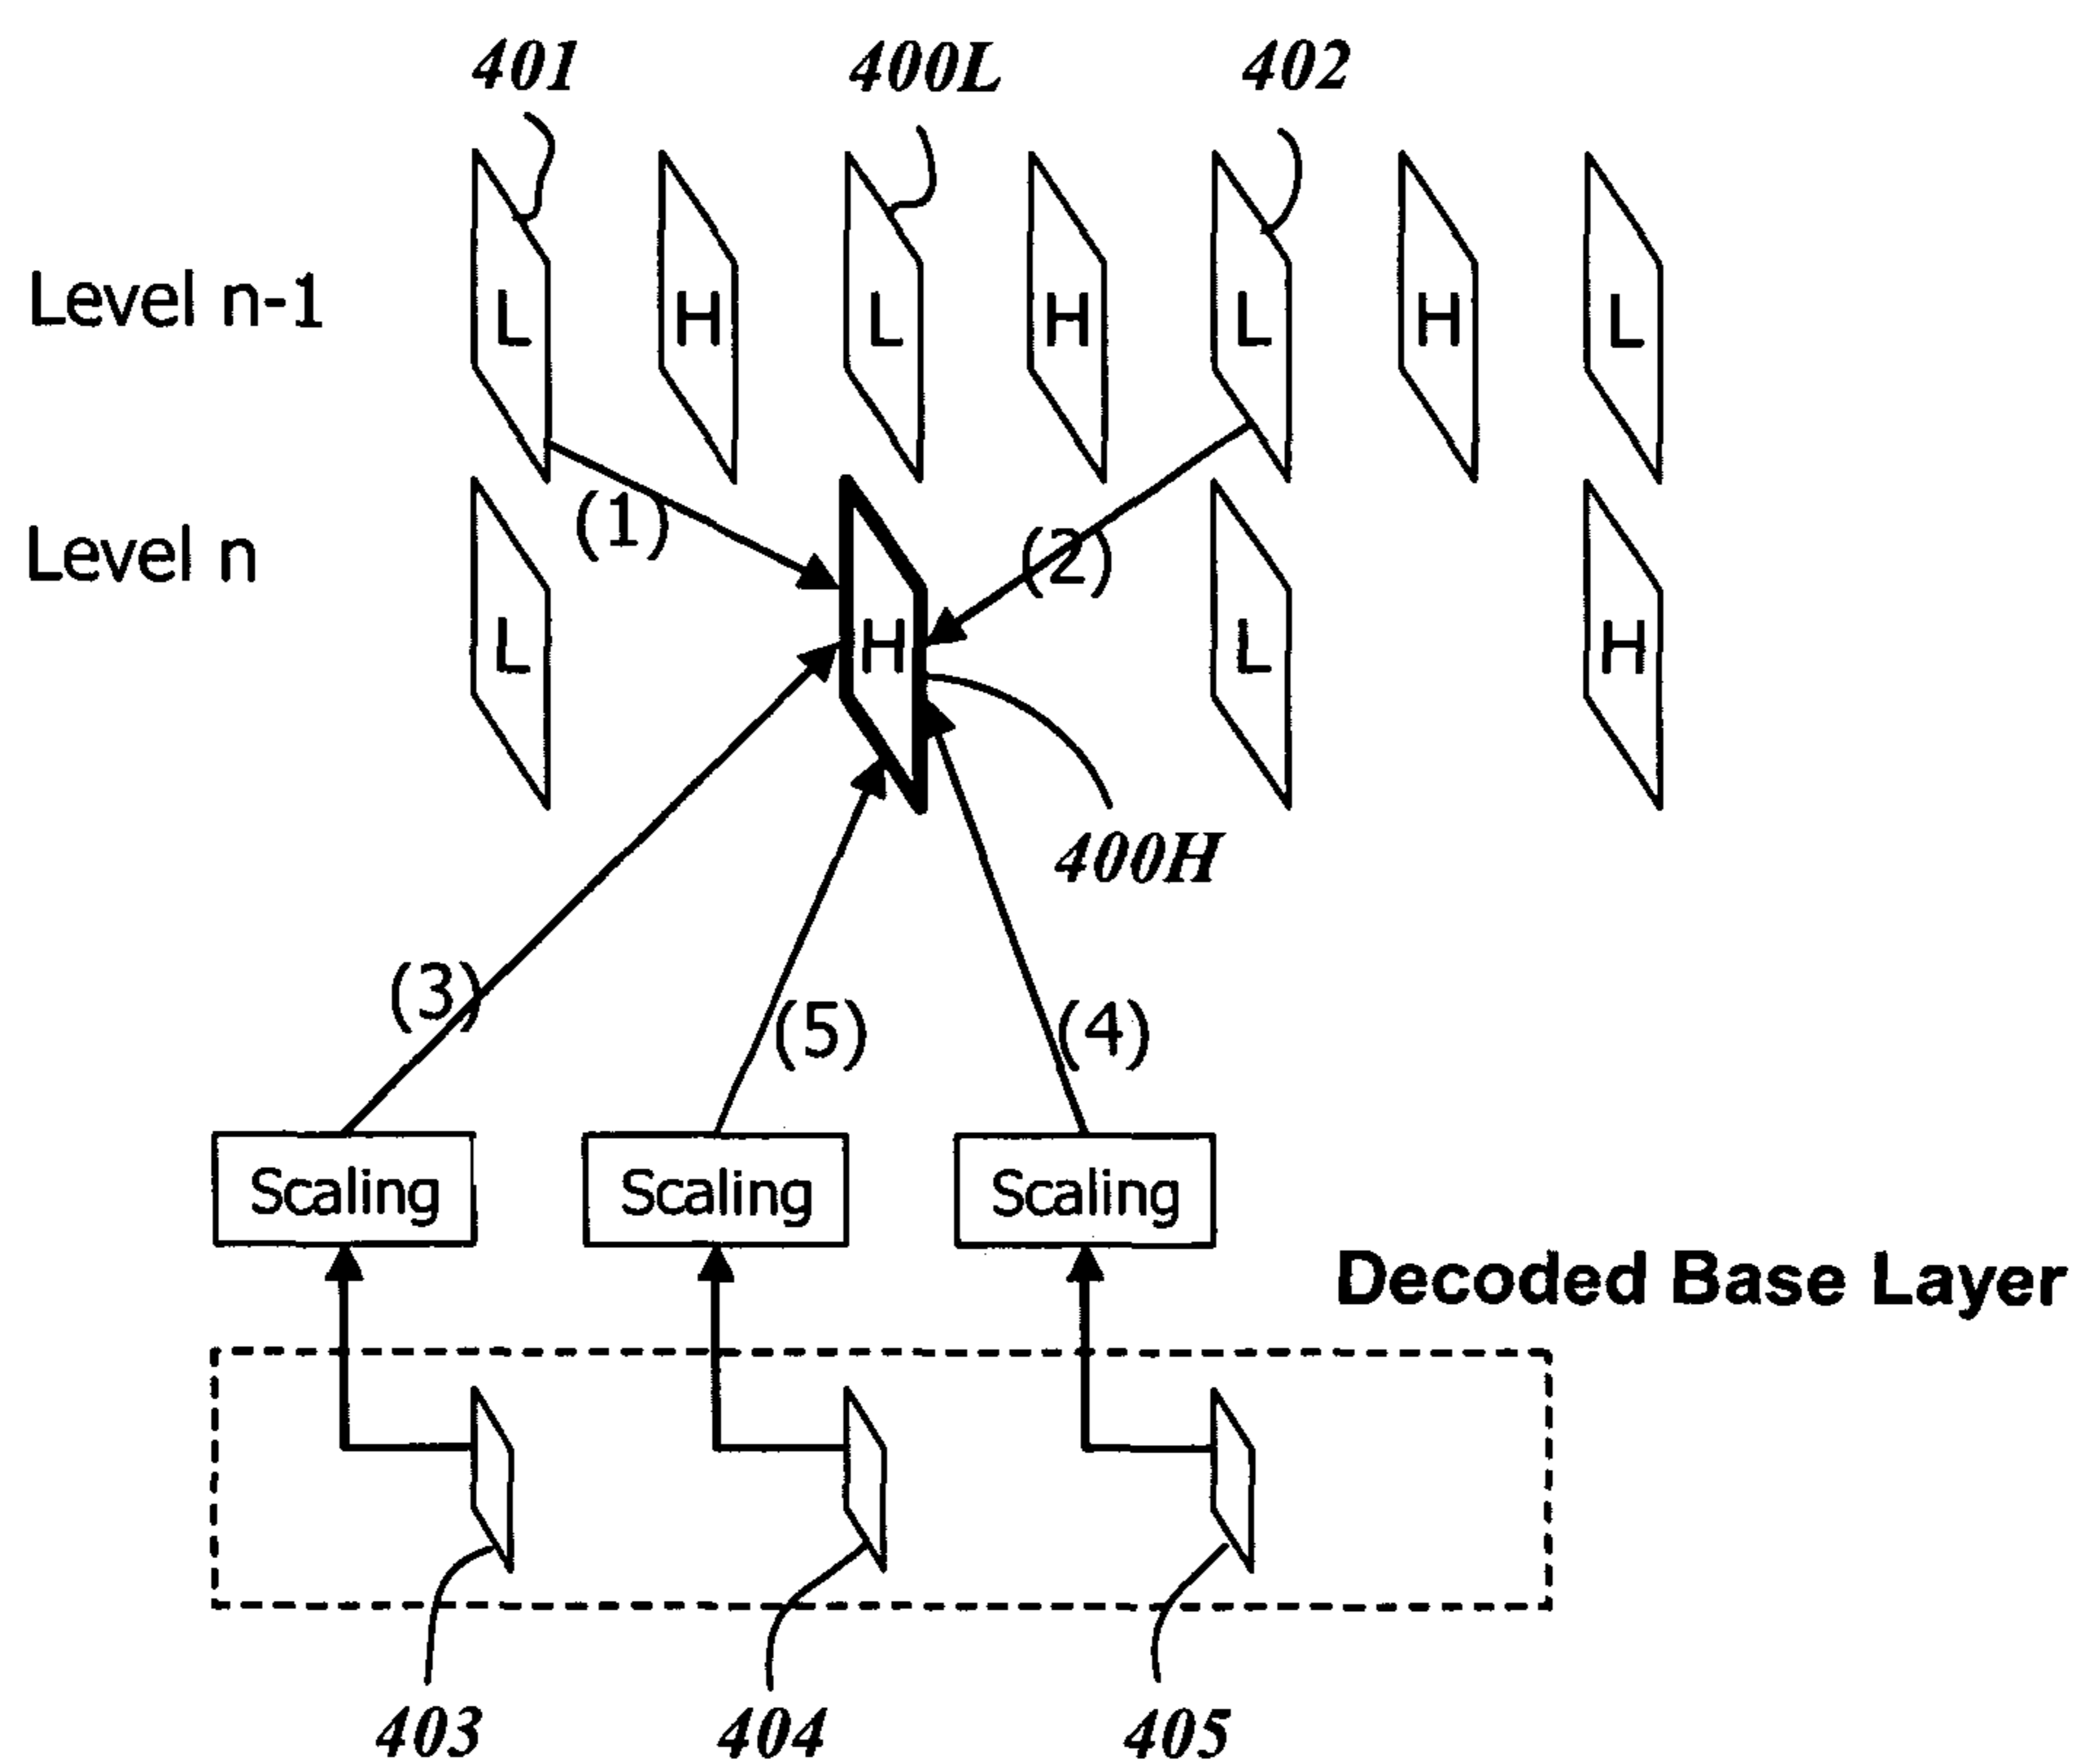 401 400L 402
Level n-1 L H L H L H L
(1) (2)
Level n L H L H
400H
(3) (5) (4)
Scaling Scaling Scaling
Decoded Base Layer
403 404 405